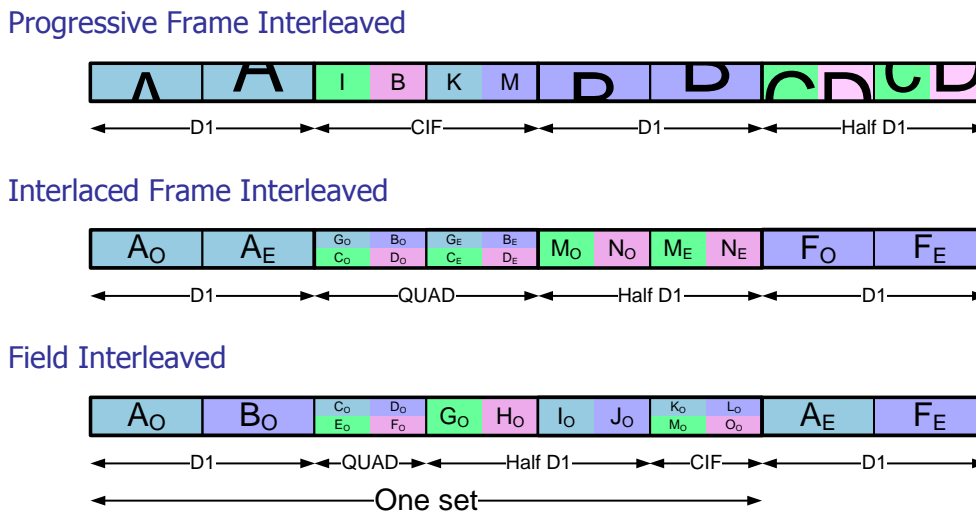 Progressive Frame Interleaved
A A I B K M B B C D C D
D1 CIF D1 Half D1
Interlaced Frame Interleaved
AO AE GO BO GE BE MO NO ME NE FO FE
CO DO CE DE
D1 QUAD Half D1 D1
Field Interleaved
AO BO CO DO GO HO IO JO KO LO AE FE
EO FO MO OO
D1 QUAD Half D1 CIF D1
One set